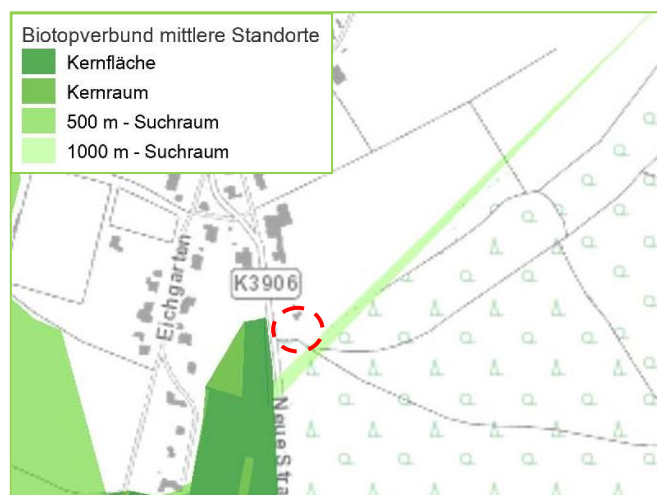 Biotopverbund mittlere Standorte
Kernfläche
Kernraum
500 m - Suchraum
1000 m - Suchraum
K3906
Eichgarten
Neue Stra